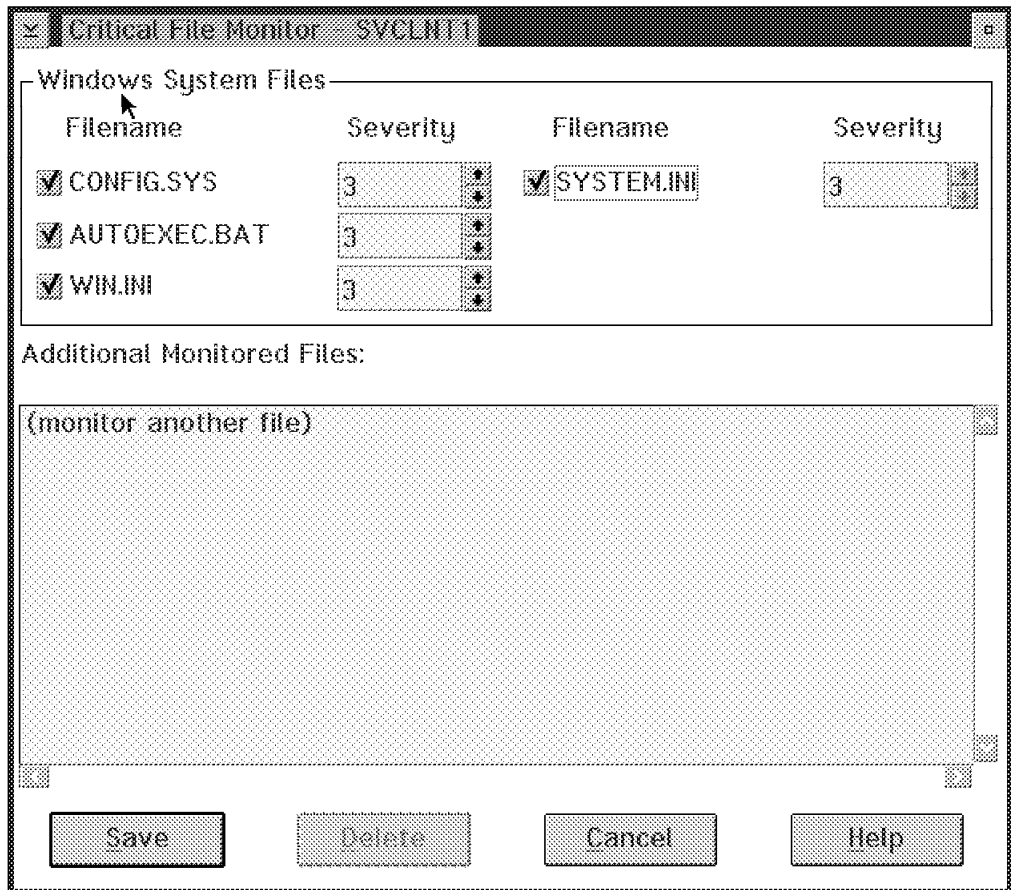 Critical File Monitor - SVCLNT1
Windows System Files
Filename Severity Filename Severity
CONFIG.SYS 3 SYSTEM.INI 3
AUTOEXEC.BAT 3
WIN.INI 3
Additional Monitored Files:
(monitor another file)
Save Delete Cancel Help